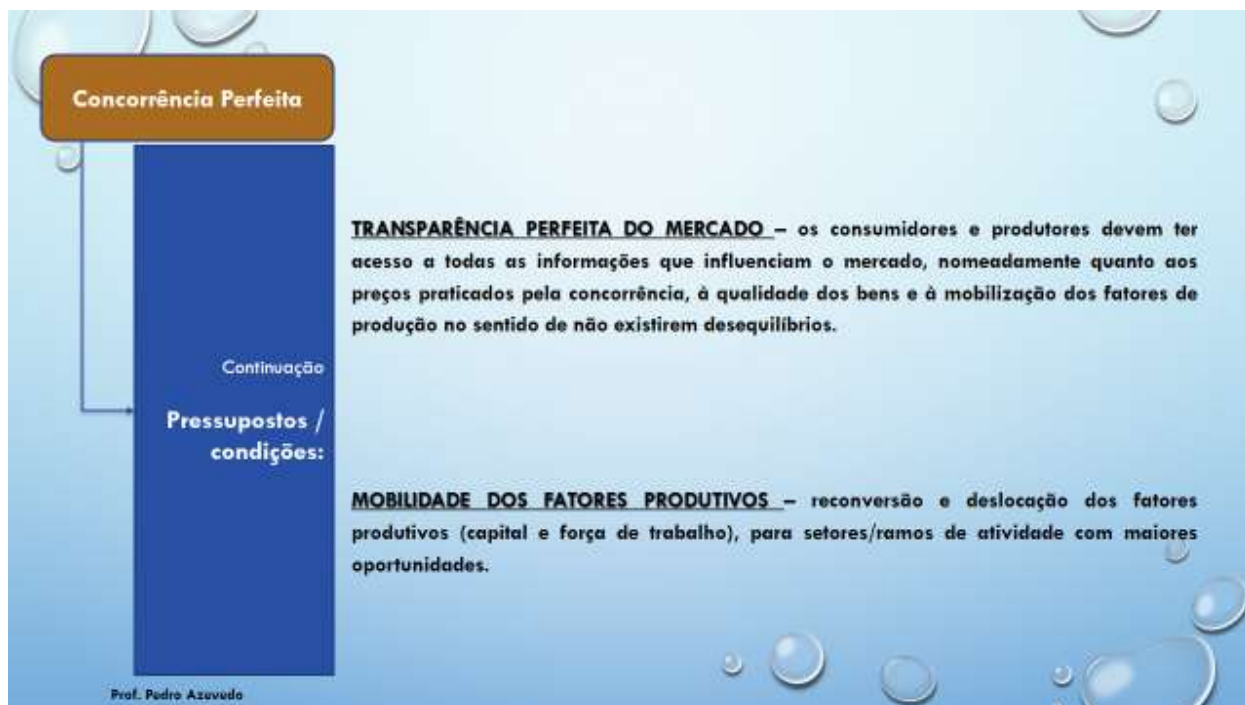 Concorrência Perfeita
TRANSPARÊNCIA PERFEITA DO MERCADO – os consumidores e produtores devem ter
acesso a todas as informações que influenciam o mercado, nomeadamente quanto aos
preços praticados pela concorrência, à qualidade dos bens e à mobilização dos fatores de
produção no sentido de não existirem desequilíbrios.
Continuação
Pressupostos /
condições:
MOBILIDADE DOS FATORES PRODUTIVOS – reconversão e deslocação dos fatores
produtivos (capital e força de trabalho), para setores/ramos de atividade com maiores
oportunidades.
Prof. Pedro Azevedo